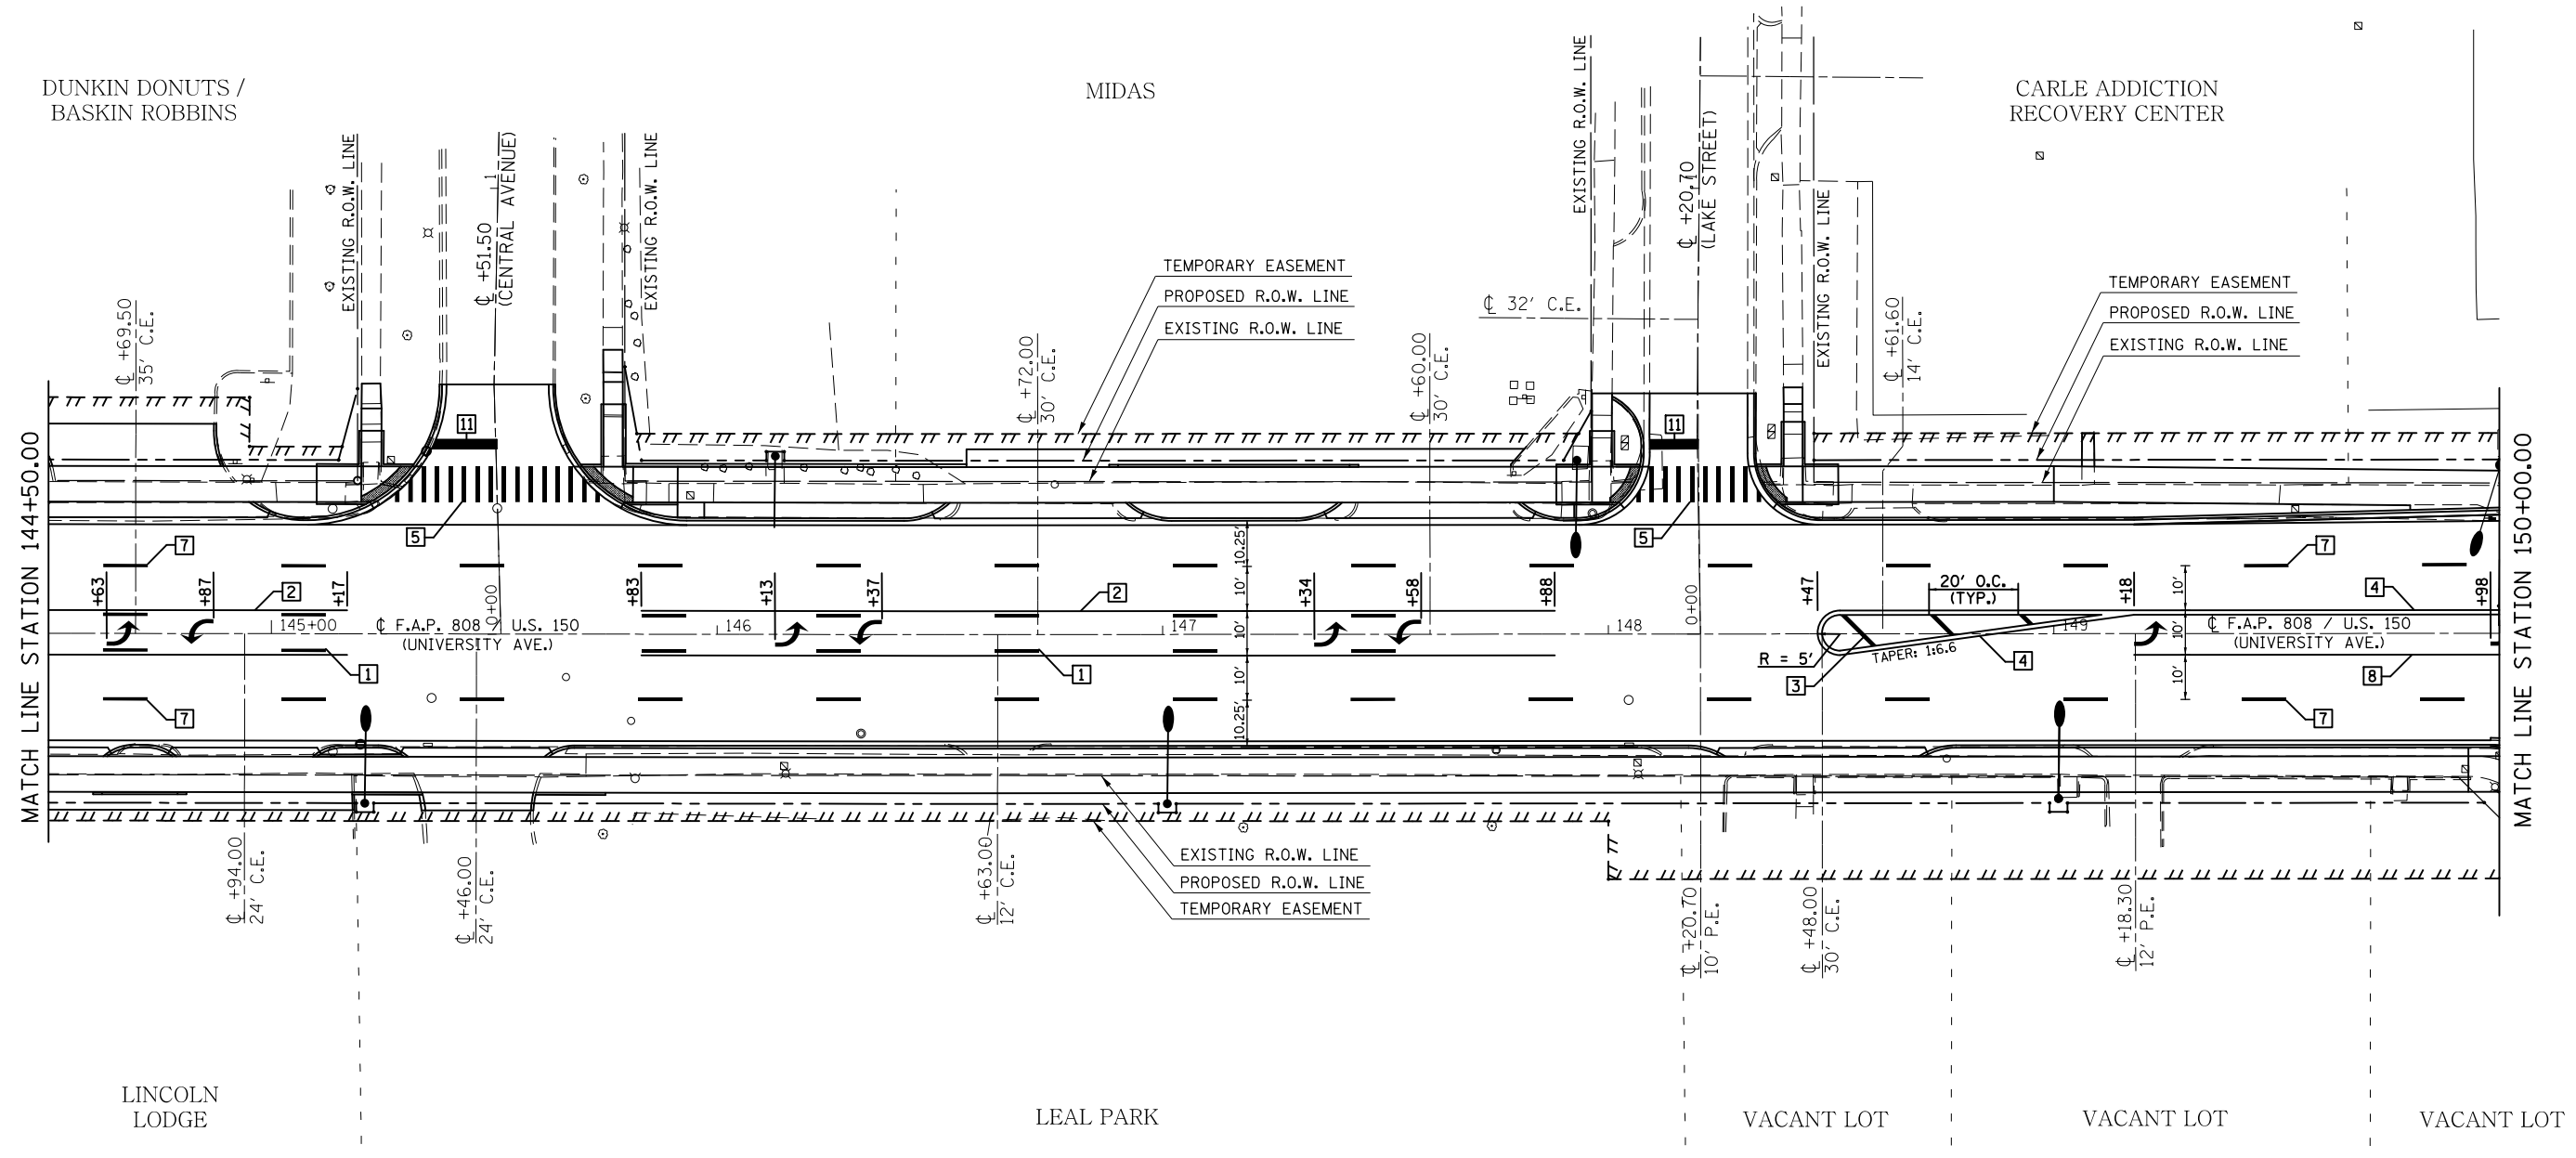 DUNKIN DONUTS /
BASKIN ROBBINS
MIDAS
CARLE ADDICTION
RECOVERY CENTER
EXISTING R.O.W. LINE
℄ +51.50
(CENTRAL AVENUE)
EXISTING R.O.W. LINE
EXISTING R.O.W. LINE
℄ +20.70
(LAKE STREET)
EXISTING R.O.W. LINE
TEMPORARY EASEMENT
PROPOSED R.O.W. LINE
EXISTING R.O.W. LINE
TEMPORARY EASEMENT
PROPOSED R.O.W. LINE
EXISTING R.O.W. LINE
℄ +69.50
35' C.E.
℄ +72.00
30' C.E.
℄ +60.00
30' C.E.
℄ 32' C.E.
℄ +61.60
14' C.E.
MATCH LINE STATION 144+50.00
MATCH LINE STATION 150+00.00
11
11
5
5
7
7
+63
+87
2
+17
+83
+13
+37
2
+34
+58
+88
+47
20' O.C.
(TYP.)
+18
4
+98
10.25'
10'
10'
10'
10.25'
10'
10'
10'
0+00
0+00
145+00
146
147
148
149
℄ F.A.P. 808 / U.S. 150
(UNIVERSITY AVE.)
℄ F.A.P. 808 / U.S. 150
(UNIVERSITY AVE.)
R = 5'
TAPER: 1:6.6
1
1
3
4
8
7
7
EXISTING R.O.W. LINE
PROPOSED R.O.W. LINE
TEMPORARY EASEMENT
℄ +94.00
24' C.E.
℄ +46.00
24' C.E.
℄ +63.00
12' C.E.
℄ +20.70
10' P.E.
℄ +48.00
30' C.E.
℄ +18.30
12' P.E.
LINCOLN
LODGE
LEAL PARK
VACANT LOT
VACANT LOT
VACANT LOT